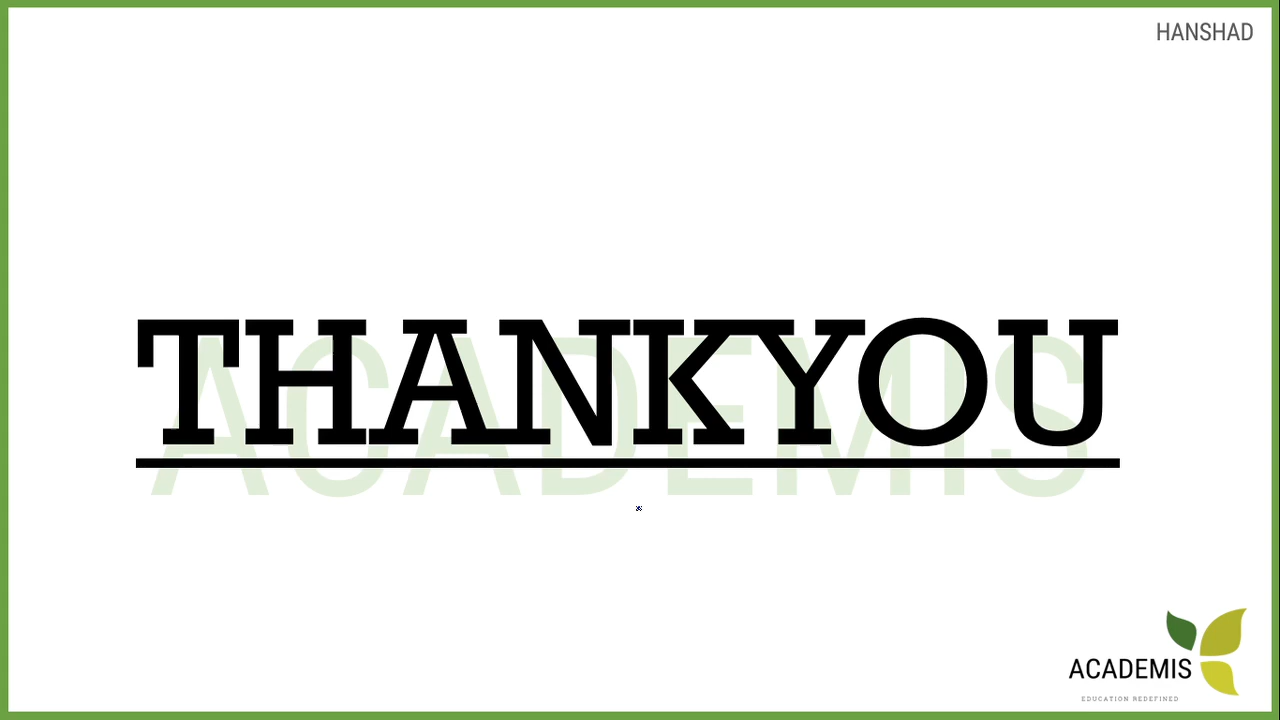 HANSHAD
THANKYOU
ACADEMIS
ACADEMIS
EDUCATION REDEFINED